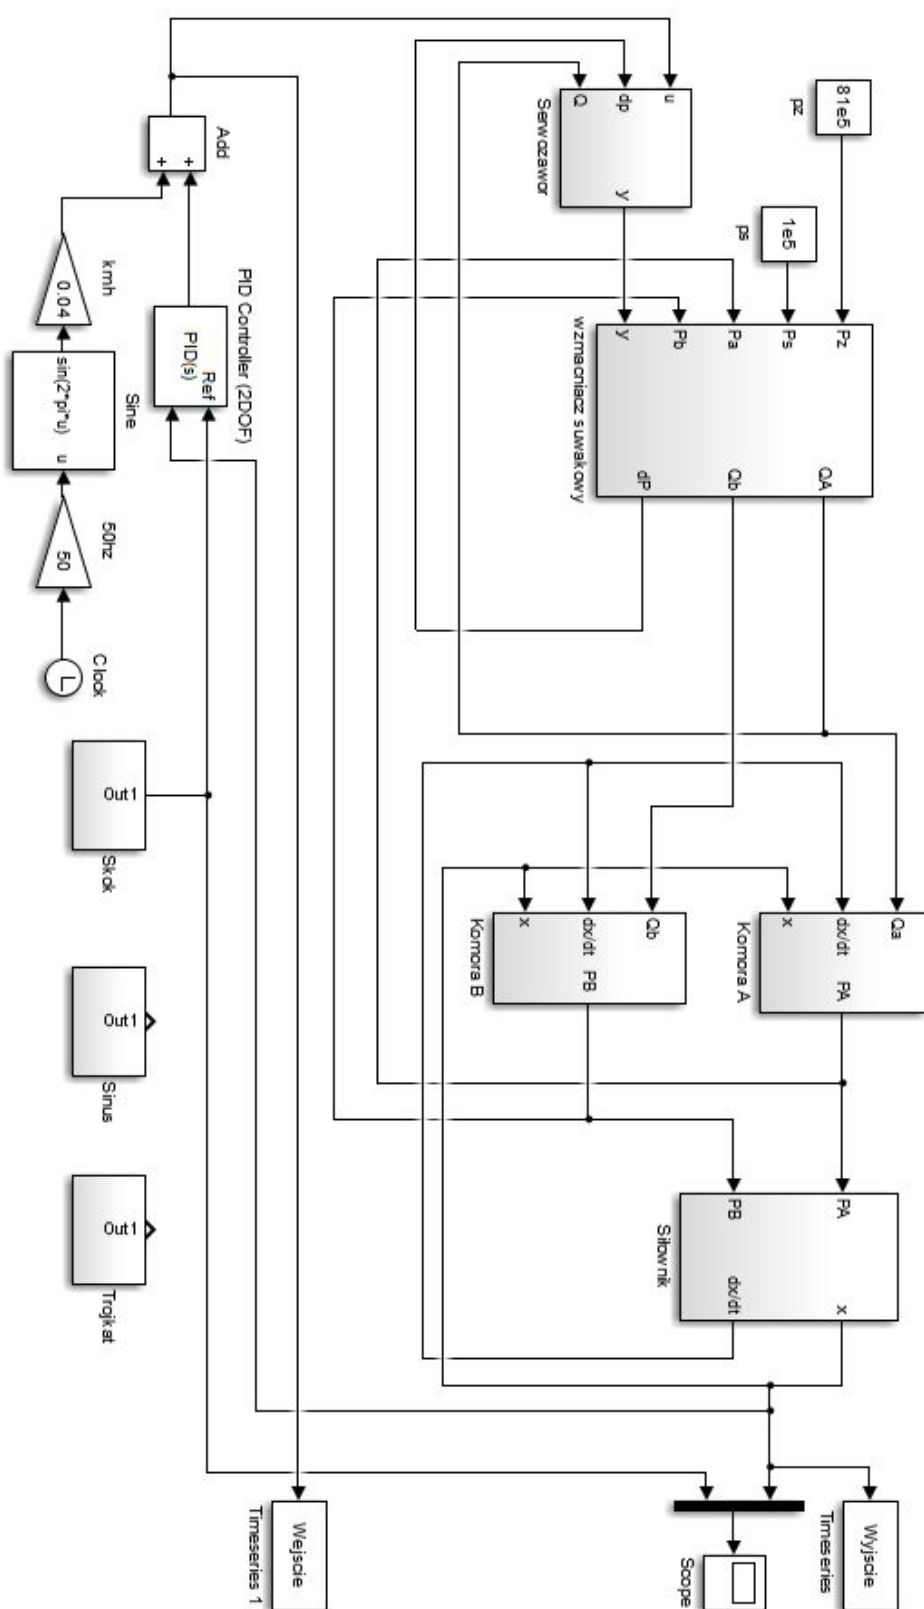 81e5
pz
1e5
ps
u
dp
Q
y
Serwozawor
Pz
Ps
Pa
Pb
y
QA
Qb
dP
wzmacniacz suwakowy
Qa
dx/dt
x
PA
Komora A
Qb
dx/dt
x
PB
Komora B
PA
PB
x
dx/dt
Siłownik
Wyjscie
Timeseries
Scope
Wejscie
Timeseries 1
Add
+
+
PID Controller (2DOF)
Ref
PID(s)
kmh
0.04
Sine
sin(2*pi*u)
u
50hz
50
Clock
Out1
Skok
Out1
Sinus
Out1
Trojkat